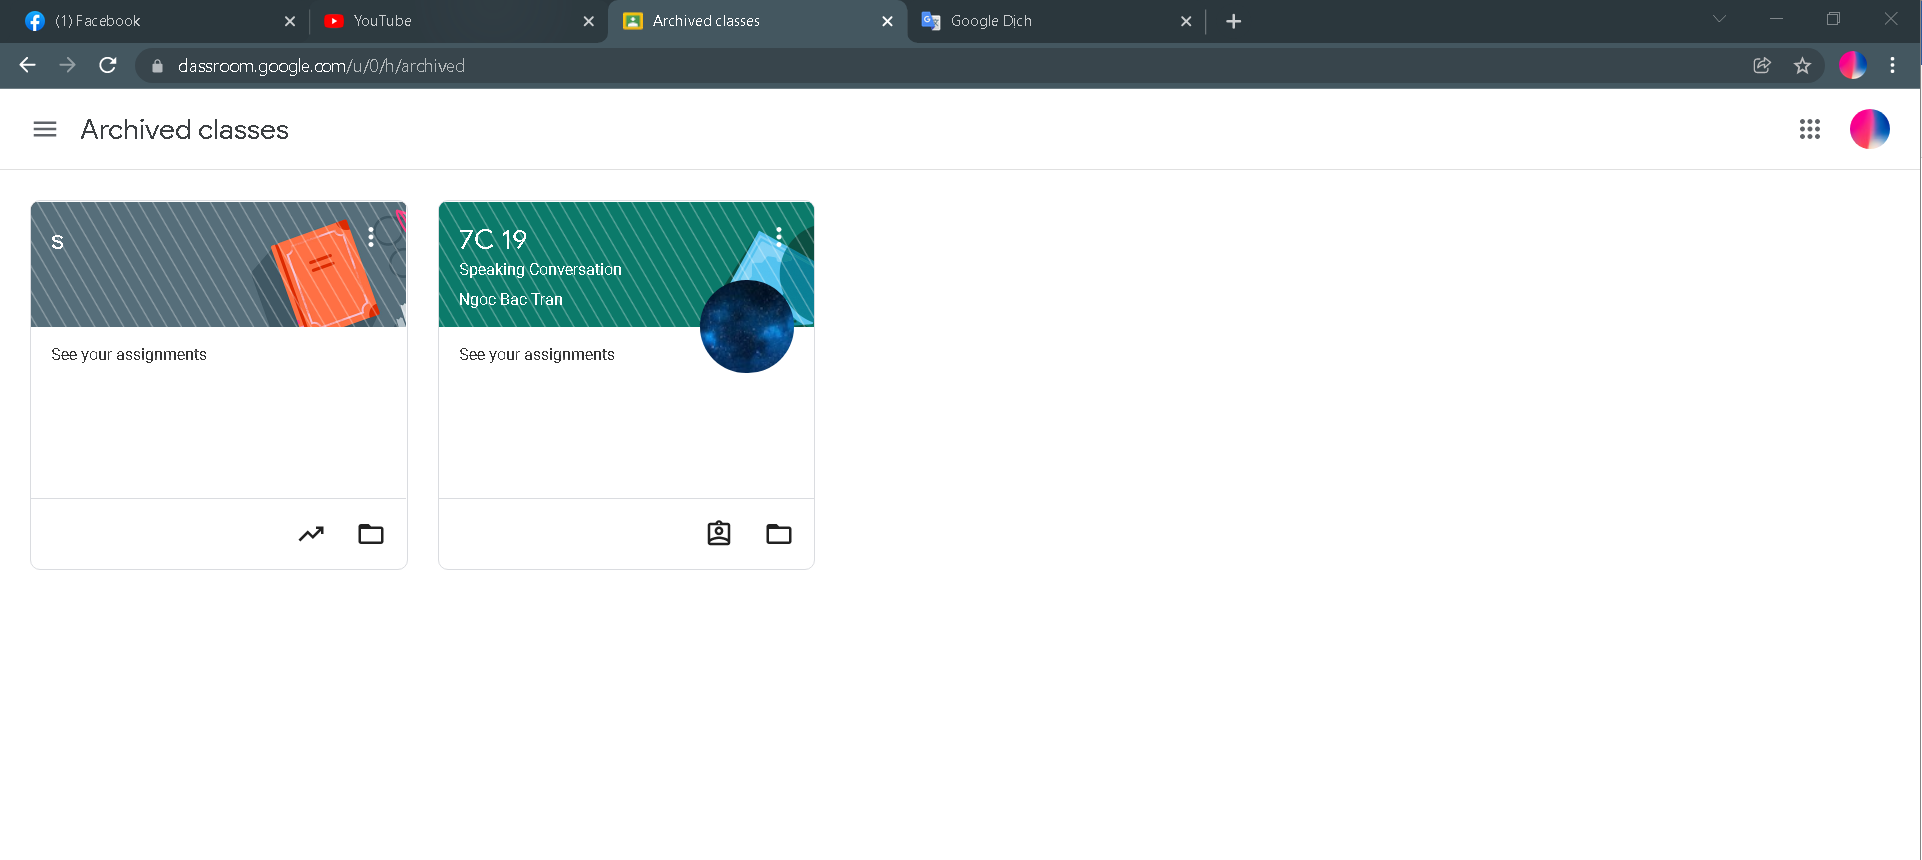 (1) Facebook
YouTube
Archived classes
Google Dịch
classroom.google.com/u/0/h/archived
Archived classes
s
See your assignments
7C 19
Speaking Conversation
Ngoc Bac Tran
See your assignments